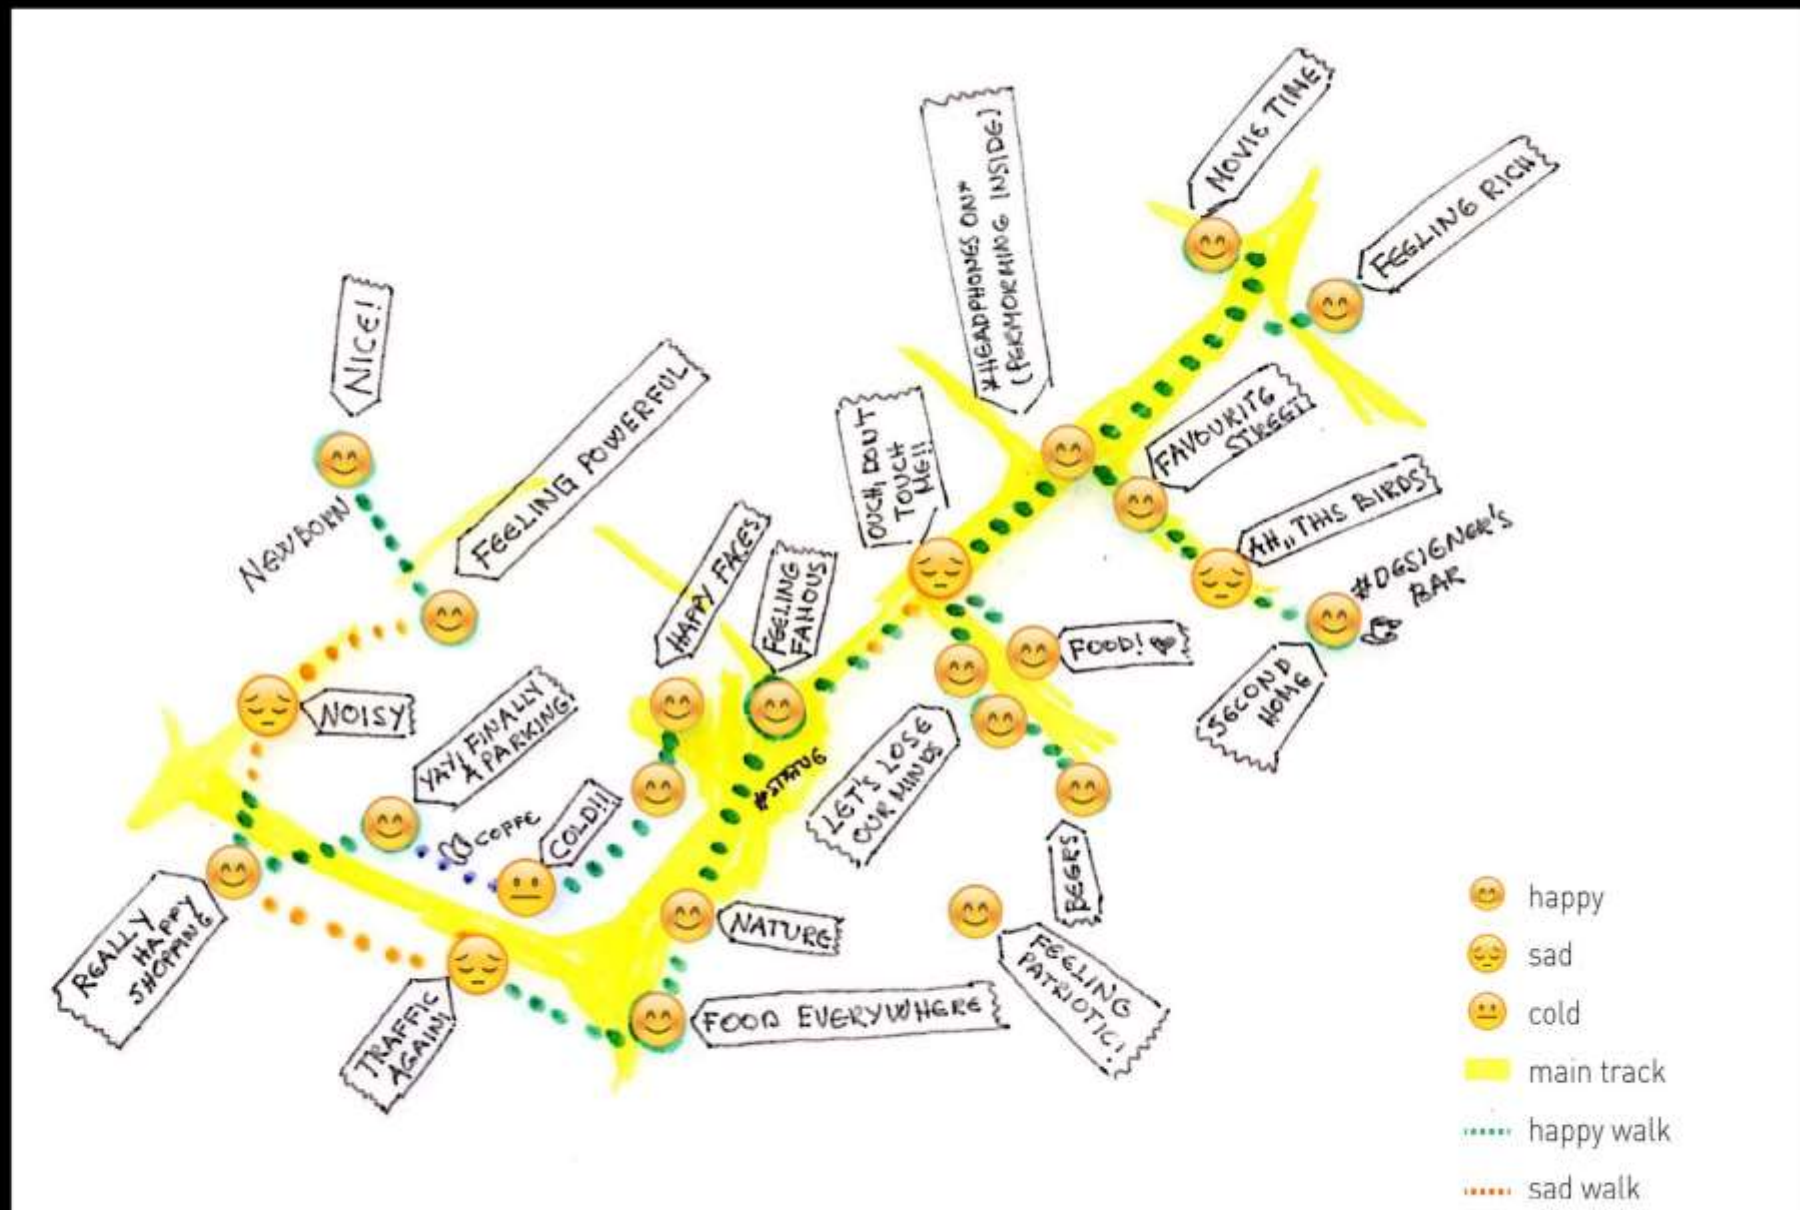 MOVIE TIME
FEELING RICH
*HEADPHONES ON*
(PERMORMING INSIDE)
NICE!
NEWBORN
FEELING POWERFUL
OUCH, DON'T
TOUCH
ME!!
FAVOURITE
STREET!
AH,, THIS BIRDS!
#DESIGNER'S
BAR
SECOND
HOME
HAPPY FACES
FEELING
FAMOUS
FOOD!
NOISY
YAY, FINALLY
A PARKING!
COFFE
COLD!!
#STATUE
LET'S LOSE
OUR MINDS
BEGERS
REALLY
HAPPY
SHOPPING
NATURE
FEELING
PATRIOTIC!
TRAFFIC
AGAIN!
FOOD EVERYWHERE
happy
sad
cold
main track
happy walk
sad walk